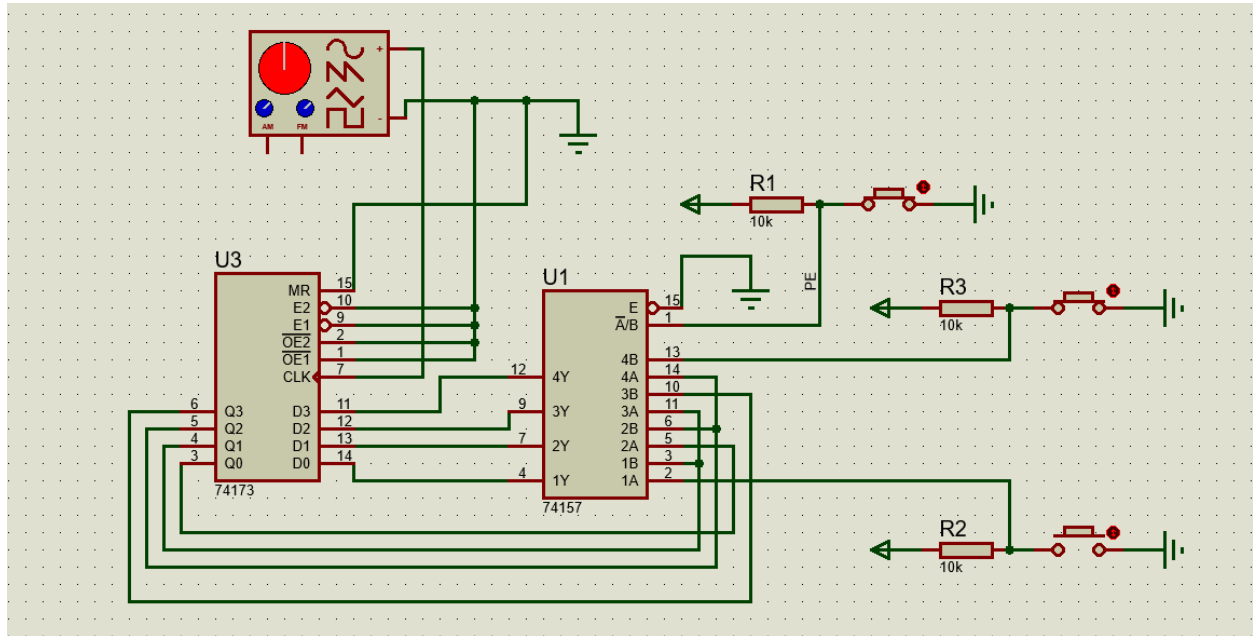 +
-
AM FM
R1
10k
PE
U3
15 MR
10 E2
9 E1
2 OE2
1 OE1
7 CLK
6 Q3 D3 11
5 Q2 D2 12
4 Q1 D1 13
3 Q0 D0 14
74173
U1
E 15
A/B 1
4B 13
12 4Y 4A 14
3B 10
9 3Y 3A 11
2B 6
7 2Y 2A 5
1B 3
4 1Y 1A 2
74157
R3
10k
R2
10k